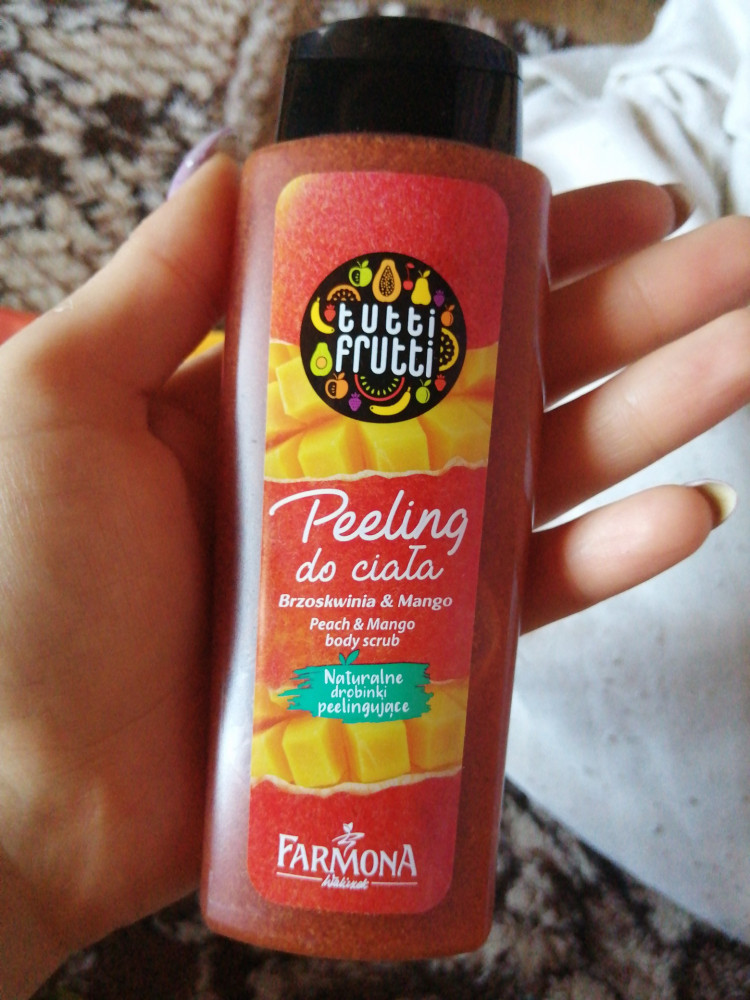 tutti
frutti
Peeling
do ciała
Brzoskwinia & Mango
Peach & Mango
body scrub
Naturalne
drobinki
peelingujące
FARMONA